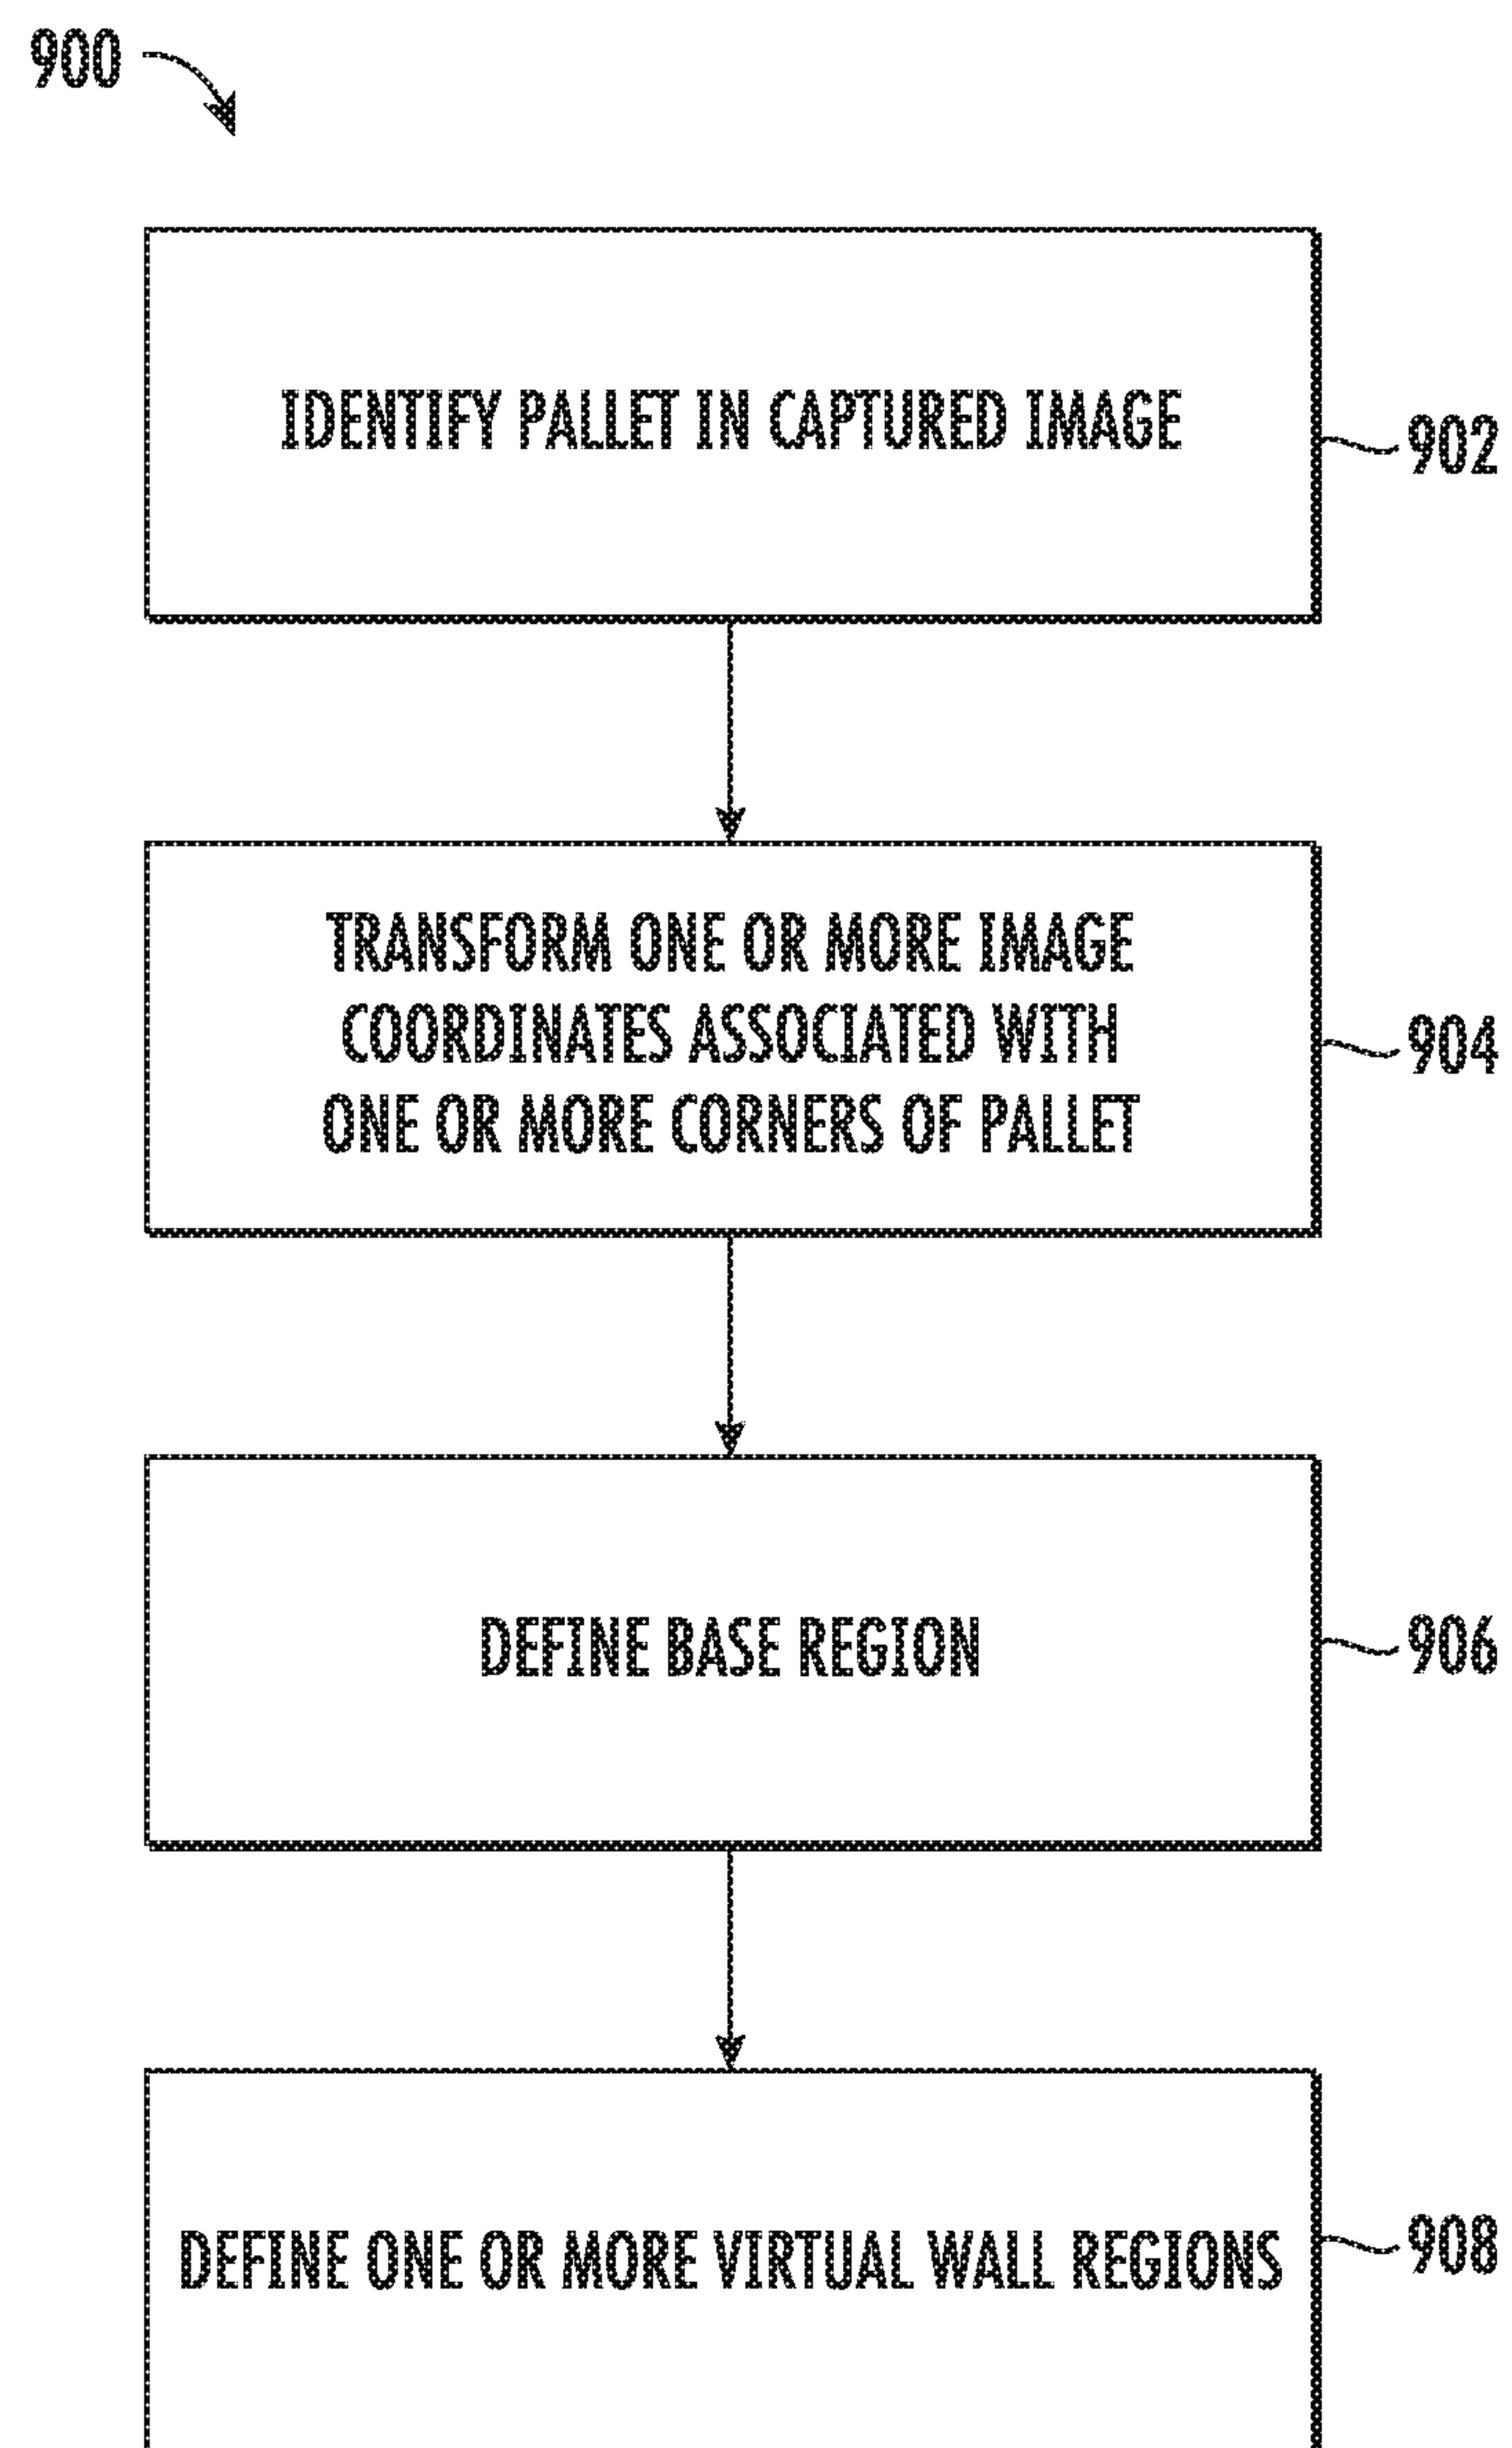 900
IDENTIFY PALLET IN CAPTURED IMAGE
902
TRANSFORM ONE OR MORE IMAGE
COORDINATES ASSOCIATED WITH
ONE OR MORE CORNERS OF PALLET
904
DEFINE BASE REGION
906
DEFINE ONE OR MORE VIRTUAL WALL REGIONS
908